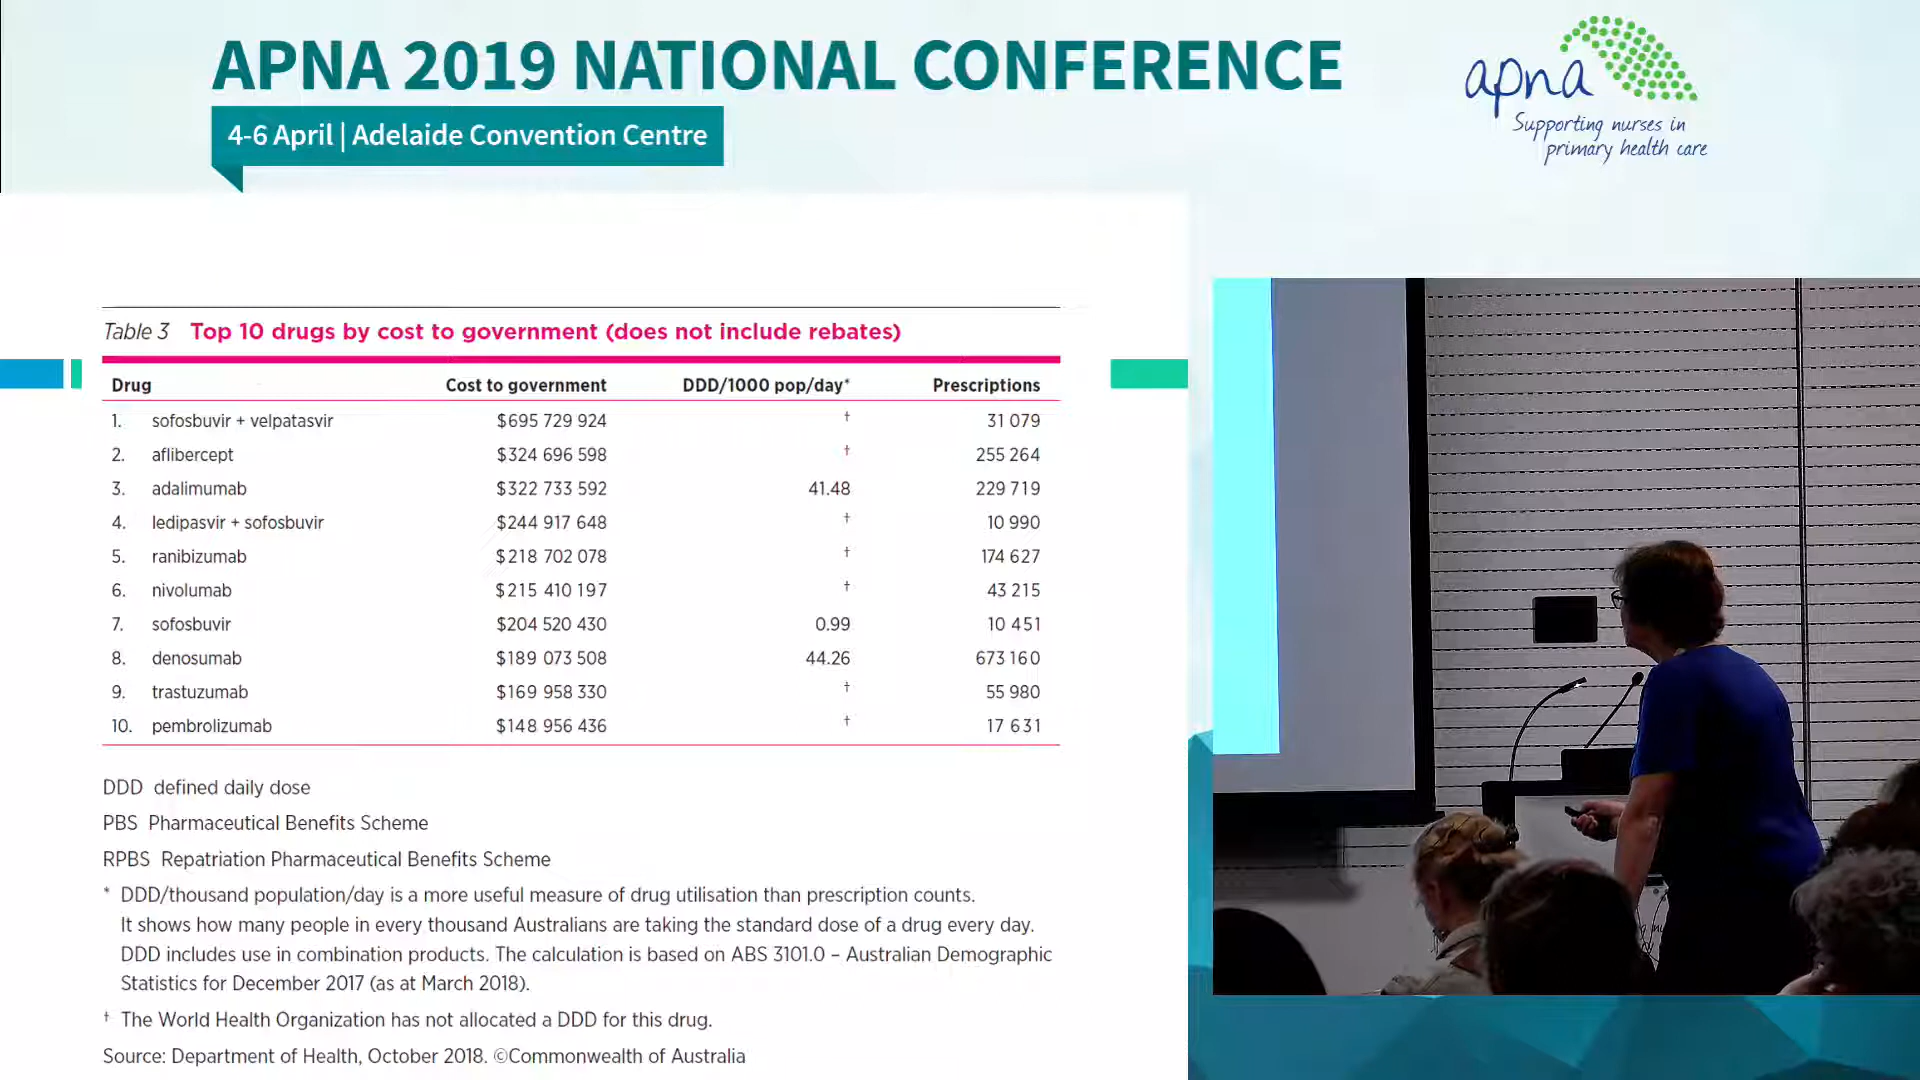 APNA 2019 NATIONAL CONFERENCE
4-6 April | Adelaide Convention Centre
apna
Supporting nurses in
primary health care
Table 3 Top 10 drugs by cost to government (does not include rebates)
Drug Cost to government DDD/1000 pop/day* Prescriptions
1. sofosbuvir + velpatasvir $695 729 924 † 31 079
2. aflibercept $324 696 598 † 255 264
3. adalimumab $322 733 592 41.48 229 719
4. ledipasvir + sofosbuvir $244 917 648 † 10 990
5. ranibizumab $218 702 078 † 174 627
6. nivolumab $215 410 197 † 43 215
7. sofosbuvir $204 520 430 0.99 10 451
8. denosumab $189 073 508 44.26 673 160
9. trastuzumab $169 958 330 † 55 980
10. pembrolizumab $148 956 436 † 17 631
DDD defined daily dose
PBS Pharmaceutical Benefits Scheme
RPBS Repatriation Pharmaceutical Benefits Scheme
* DDD/thousand population/day is a more useful measure of drug utilisation than prescription counts.
It shows how many people in every thousand Australians are taking the standard dose of a drug every day.
DDD includes use in combination products. The calculation is based on ABS 3101.0 – Australian Demographic
Statistics for December 2017 (as at March 2018).
† The World Health Organization has not allocated a DDD for this drug.
Source: Department of Health, October 2018. ©Commonwealth of Australia